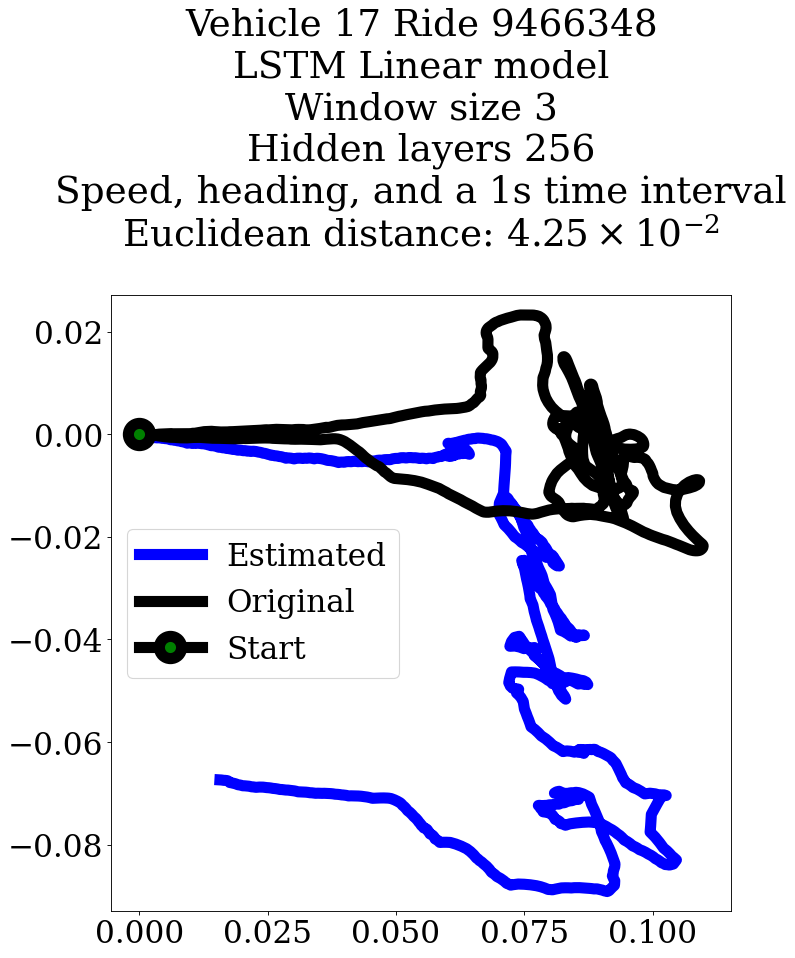 Vehicle 17 Ride 9466348
LSTM Linear model
Window size 3
Hidden layers 256
Speed, heading, and a 1s time interval
Euclidean distance: 4.25 × 10⁻²
0.02
0.00
−0.02
−0.04
−0.06
−0.08
Estimated
Original
Start
0.000 0.025 0.050 0.075 0.100